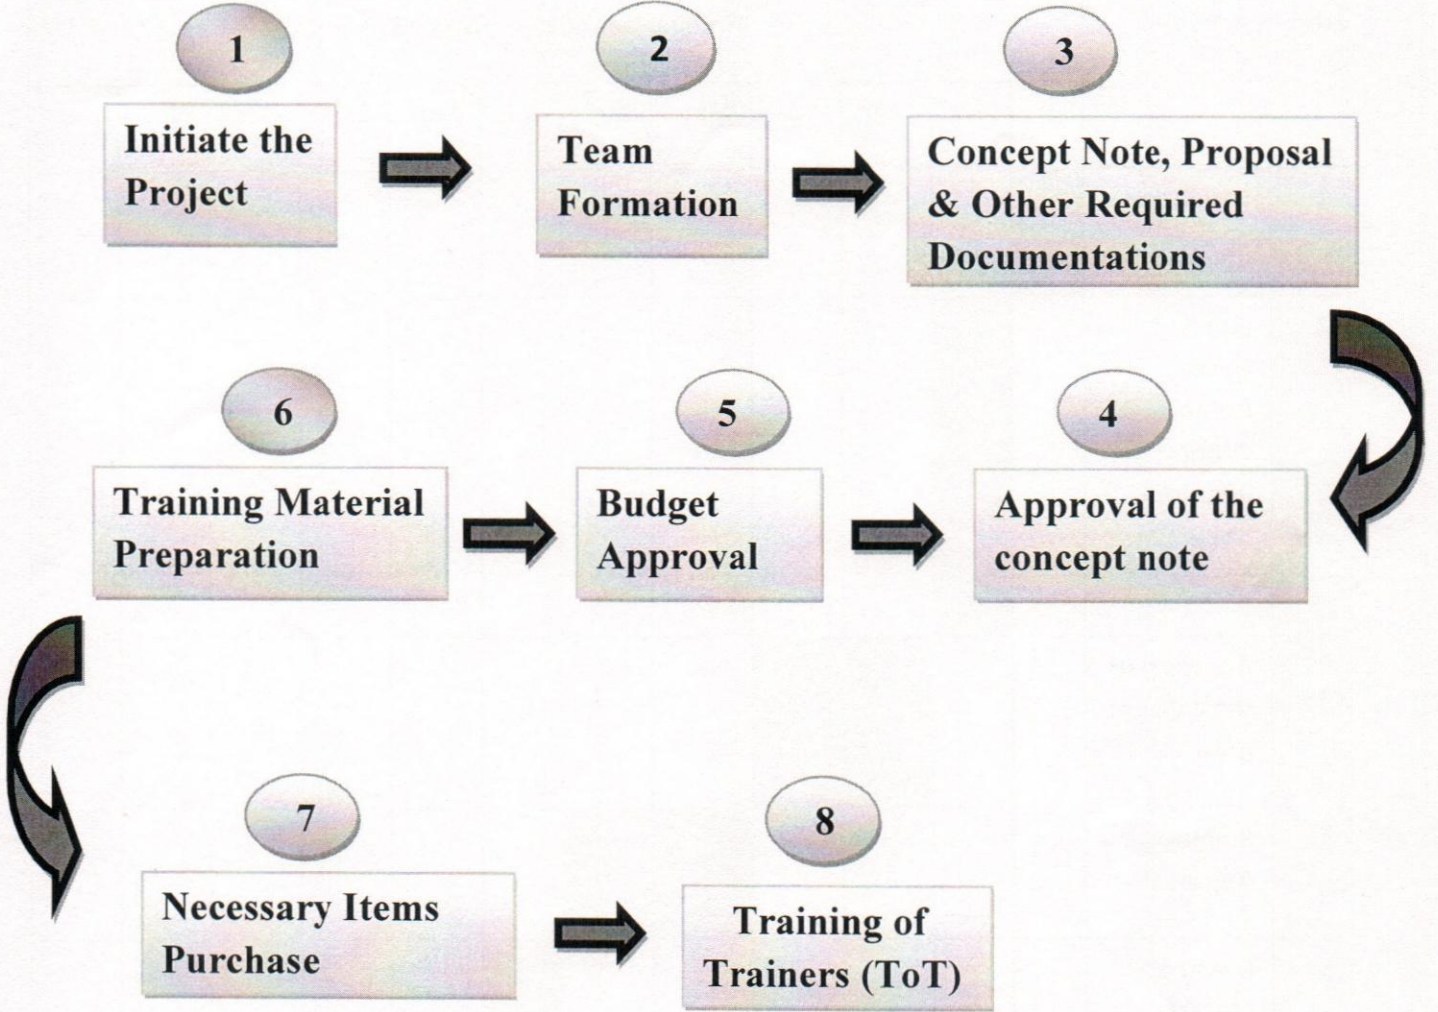 1
Initiate the
Project
2
Team
Formation
3
Concept Note, Proposal
& Other Required
Documentations
4
Approval of the
concept note
5
Budget
Approval
6
Training Material
Preparation
7
Necessary Items
Purchase
8
Training of
Trainers (ToT)